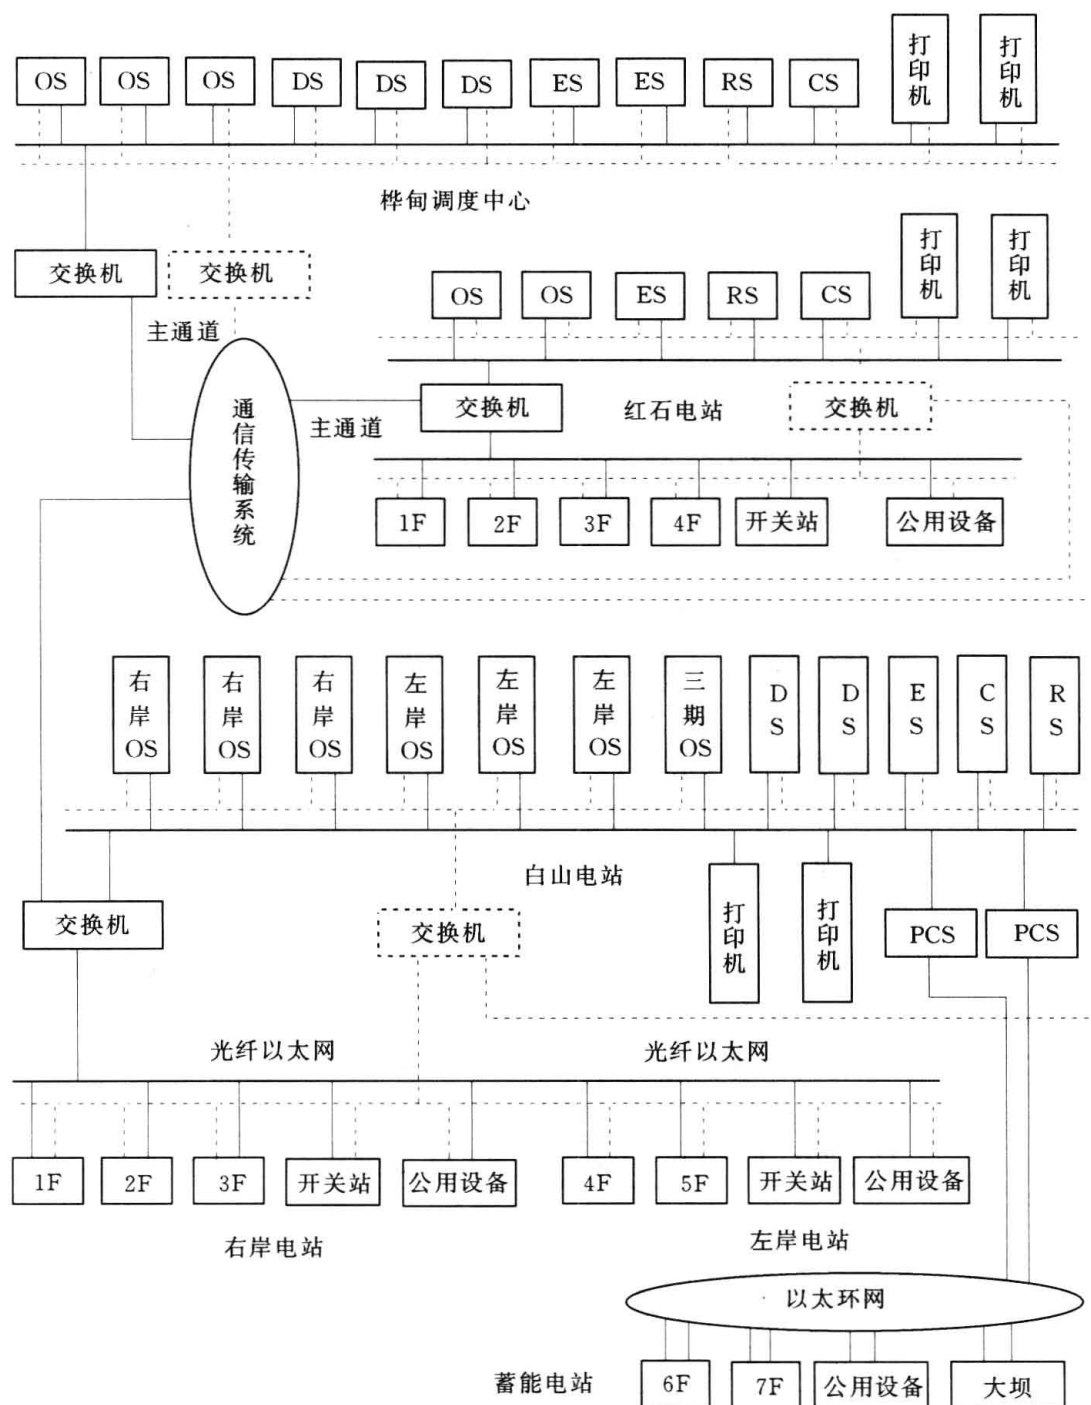 OS OS OS DS DS DS ES ES RS CS 打印机 打印机
桦甸调度中心
交换机 交换机
主通道
OS OS ES RS CS 打印机 打印机
通信传输系统
主通道
交换机 红石电站 交换机
1F 2F 3F 4F 开关站 公用设备
右岸OS 右岸OS 右岸OS 左岸OS 左岸OS 左岸OS 三期OS DS DS ES CS RS
白山电站
交换机 交换机 打印机 打印机 PCS PCS
光纤以太网 光纤以太网
1F 2F 3F 开关站 公用设备 4F 5F 开关站 公用设备
右岸电站 左岸电站
以太环网
蓄能电站 6F 7F 公用设备 大坝